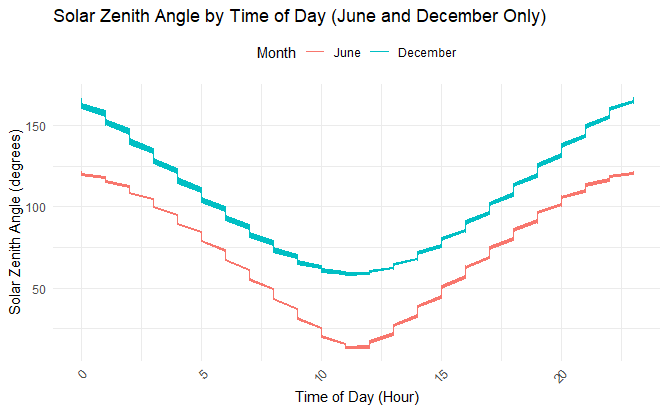 Solar Zenith Angle by Time of Day (June and December Only)
Month June December
150
100
50
Solar Zenith Angle (degrees)
0 5 10 15 20
Time of Day (Hour)